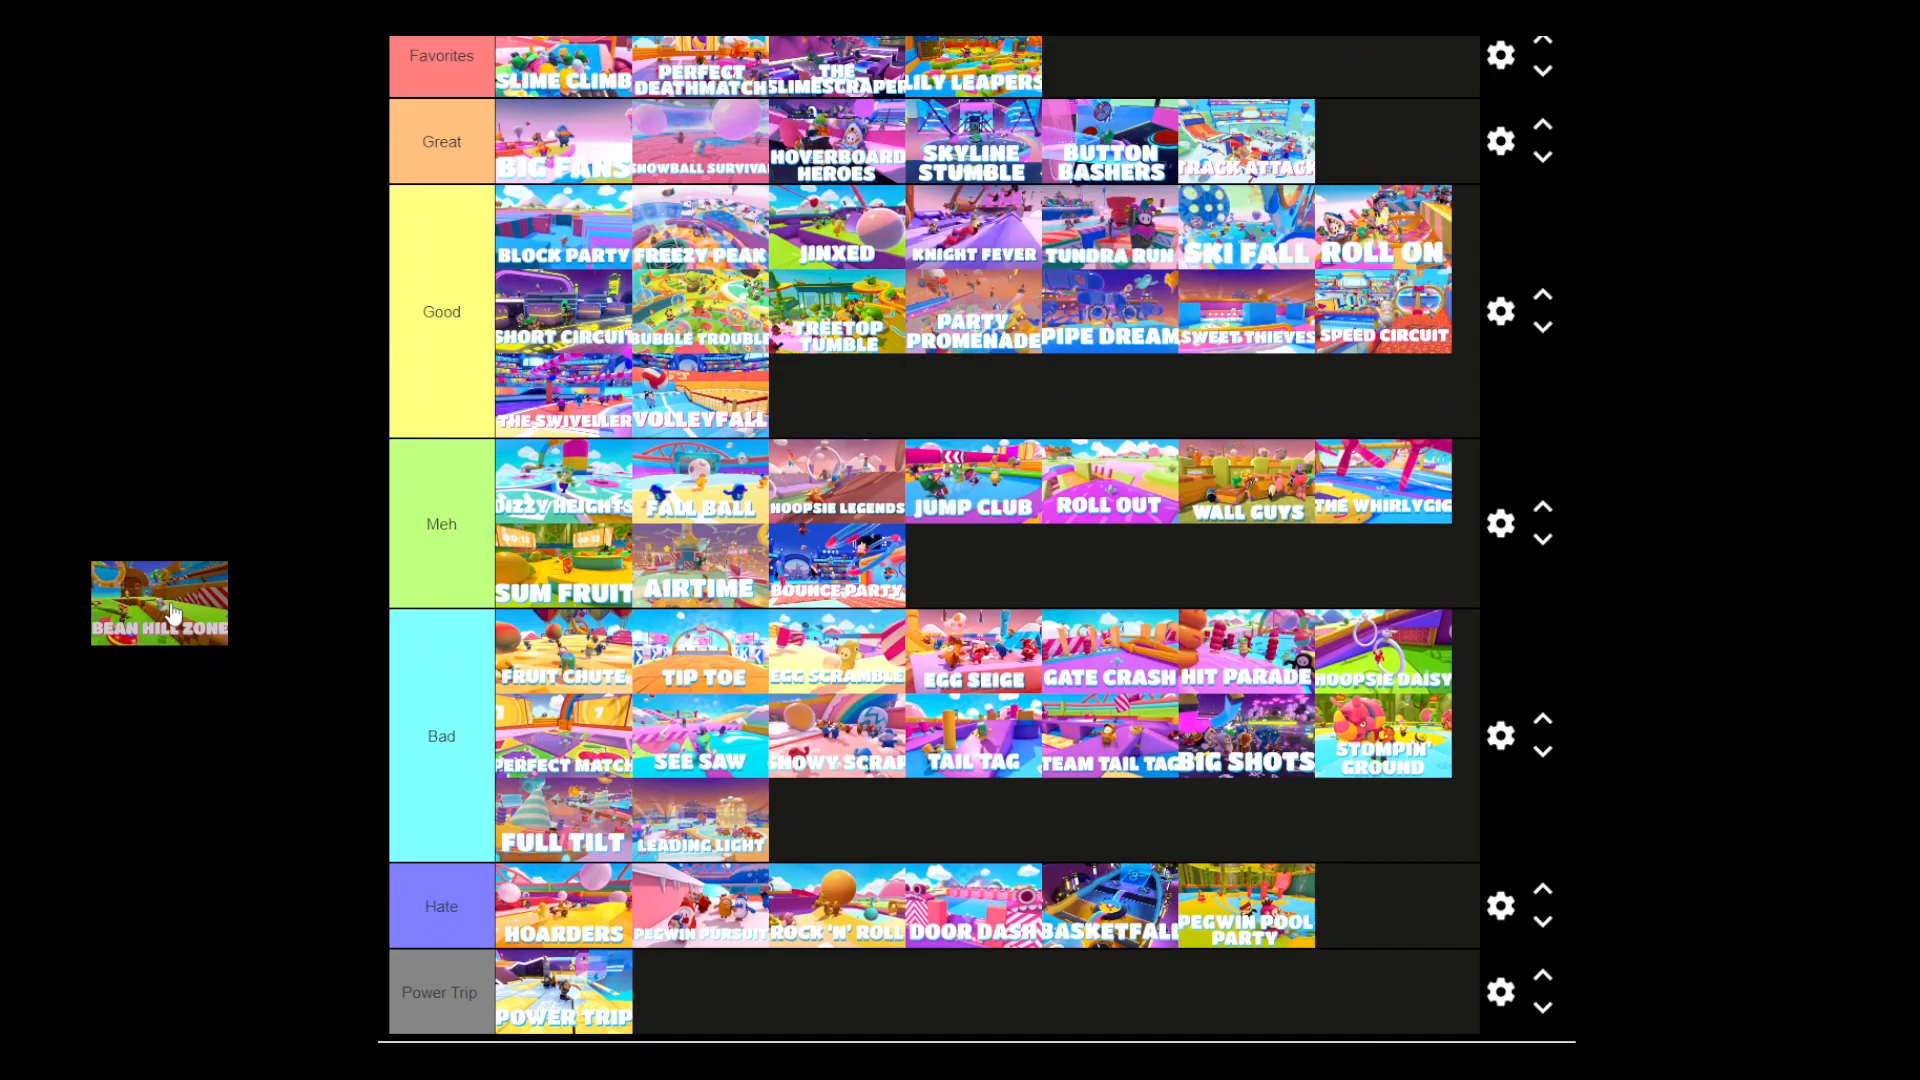 Favorites
SLIME CLIMB
PERFECT
DEATHMATCH
THE
SLIMESCRAPER
LILY LEAPERS
Great
BIG FANS
SNOWBALL SURVIVAL
HOVERBOARD
HEROES
SKYLINE
STUMBLE
BUTTON
BASHERS
TRACK ATTACK
Good
BLOCK PARTY
FREEZY PEAK
JINXED
KNIGHT FEVER
TUNDRA RUN
SKI FALL
ROLL ON
SHORT CIRCUIT
BUBBLE TROUBLE
TREETOP
TUMBLE
PARTY
PROMENADE
PIPE DREAM
SWEET THIEVES
SPEED CIRCUIT
THE SWIVELLER
VOLLEYFALL
Meh
DIZZY HEIGHTS
FALL BALL
HOOPSIE LEGENDS
JUMP CLUB
ROLL OUT
WALL GUYS
THE WHIRLYGIG
SUM FRUIT
AIRTIME
BOUNCE PARTY
BEAN HILL ZONE
Bad
FRUIT CHUTE
TIP TOE
EGG SCRAMBLE
EGG SEIGE
GATE CRASH
HIT PARADE
HOOPSIE DAISY
PERFECT MATCH
SEE SAW
SNOWY SCRAP
TAIL TAG
TEAM TAIL TAG
BIG SHOTS
STOMPIN'
GROUND
FULL TILT
LEADING LIGHT
Hate
HOARDERS
PEGWIN PURSUIT
ROCK 'N' ROLL
DOOR DASH
BASKETFALL
PEGWIN POOL
PARTY
Power Trip
POWER TRIP